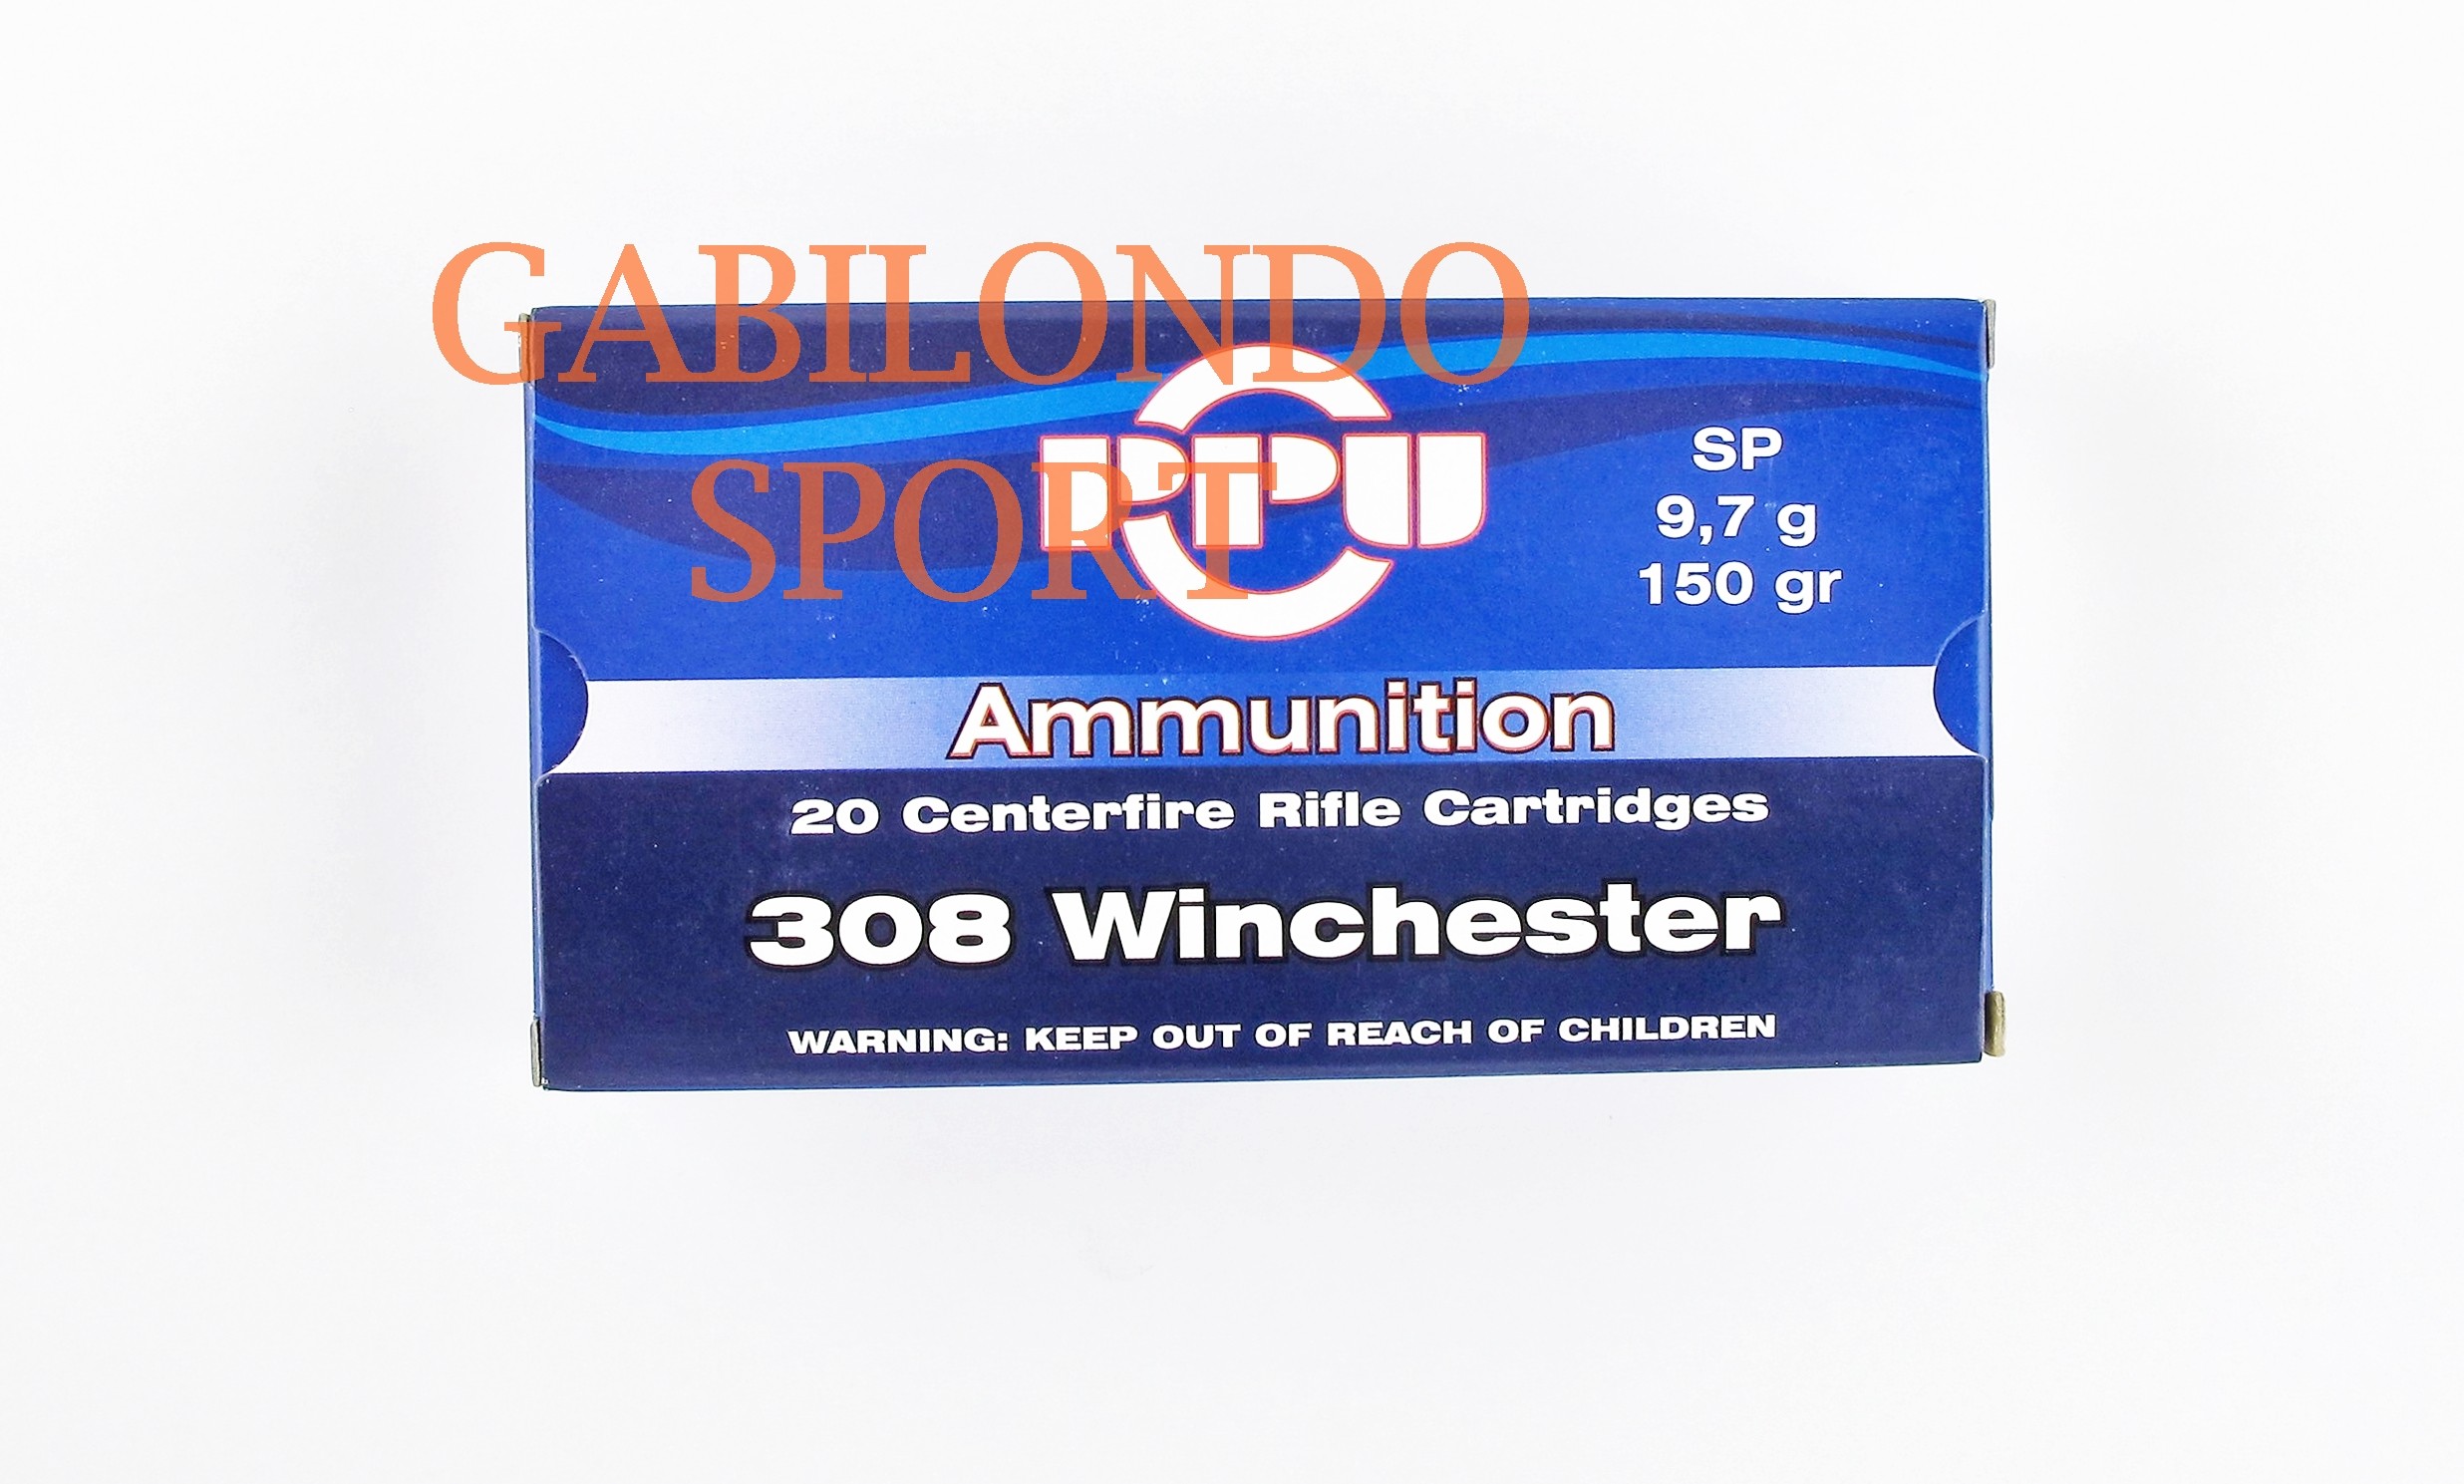 GABILONDO
SPORT
PPU
SP
9,7 g
150 gr
Ammunition
20 Centerfire Rifle Cartridges
308 Winchester
WARNING: KEEP OUT OF REACH OF CHILDREN